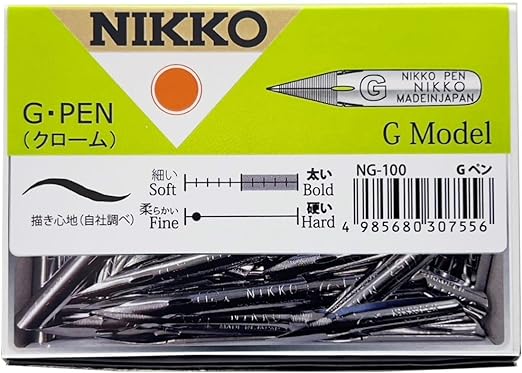 NIKKO
G・PEN
(クローム)
G
NIKKO PEN
NIKKO
MADEINJAPAN
G Model
細い
Soft
太い
Bold
描き心地(自社調べ)
柔らかい
Fine
硬い
Hard
NG-100
Gペン
4 985680 307556
NIKKO
MADE IN JAPAN